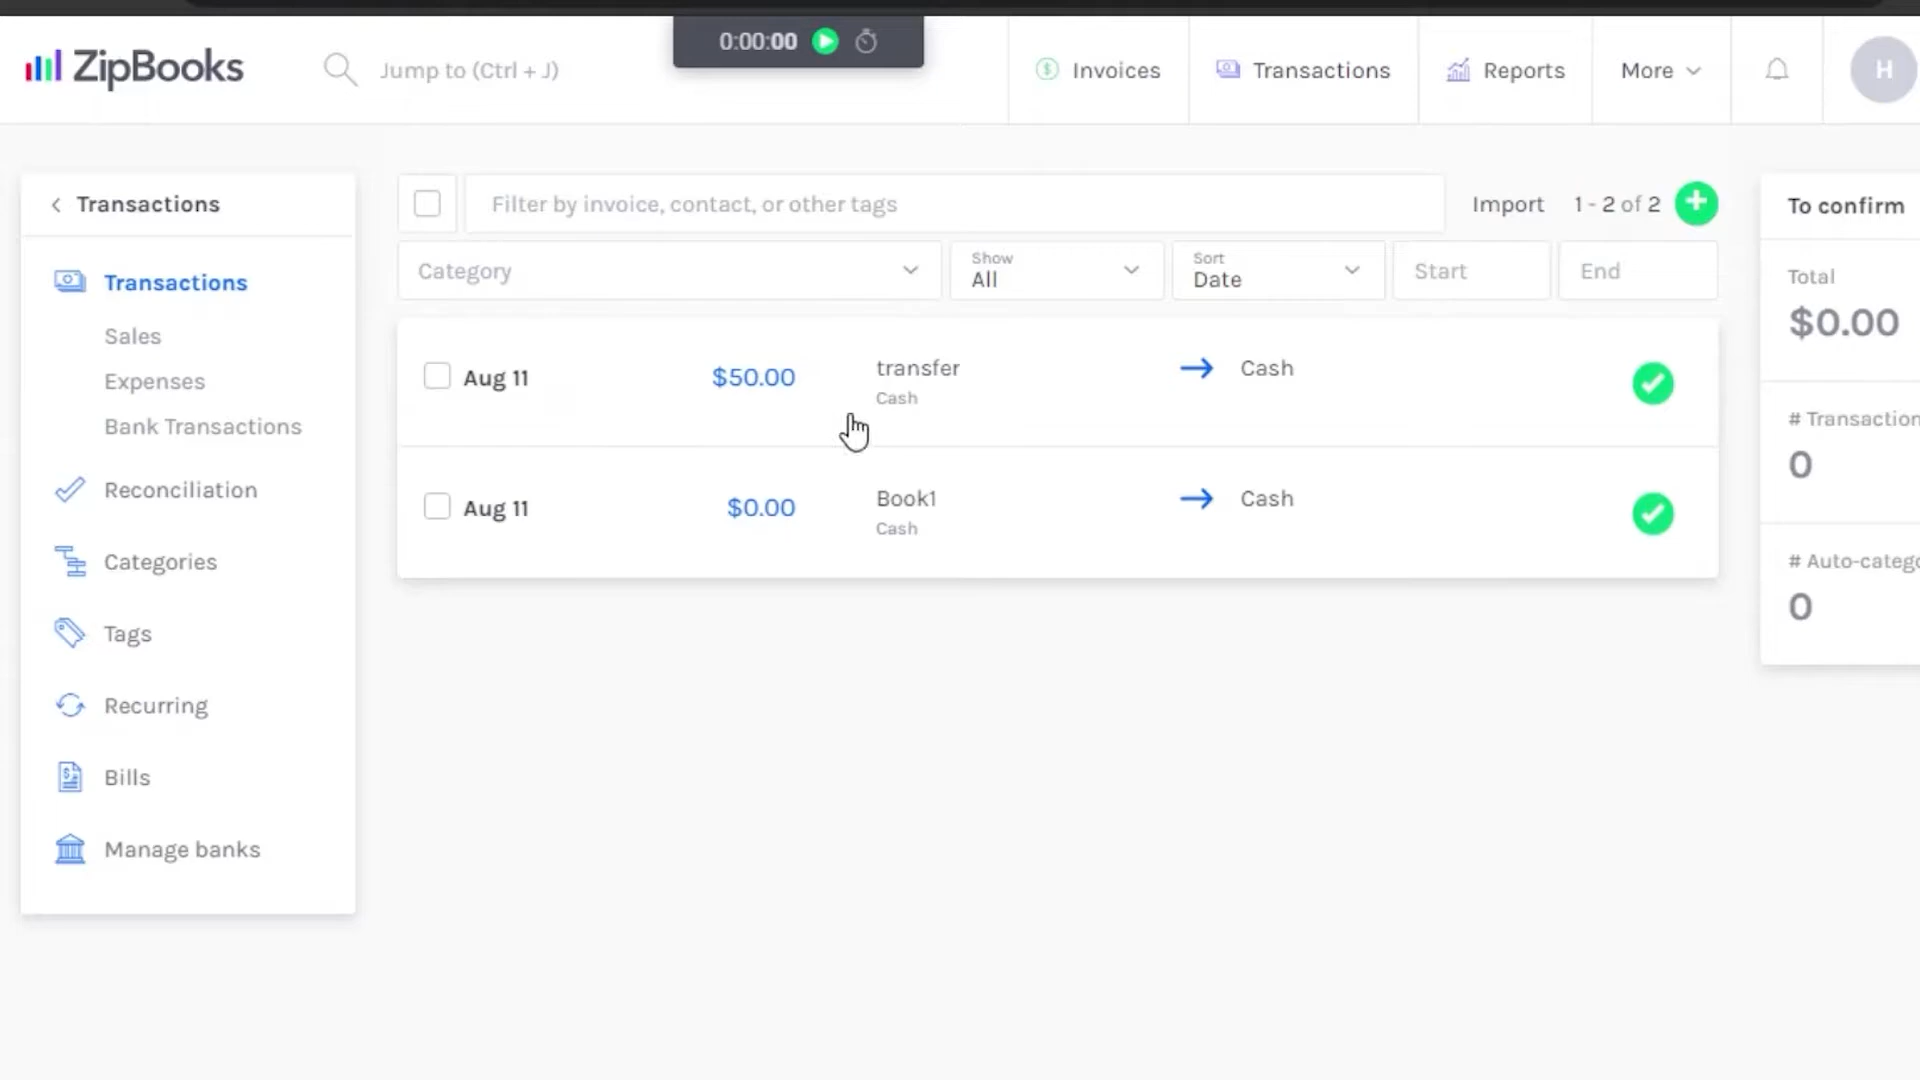 ZipBooks
Jump to (Ctrl + J)
0:00:00
Invoices
Transactions
Reports
More
H
Transactions
Transactions
Sales
Expenses
Bank Transactions
Reconciliation
Categories
Tags
Recurring
Bills
Manage banks
Filter by invoice, contact, or other tags
Import
1 - 2 of 2
Category
Show
All
Sort
Date
Start
End
Aug 11
$50.00
transfer
Cash
Cash
Aug 11
$0.00
Book1
Cash
Cash
To confirm
Total
$0.00
# Transaction
0
# Auto-catego
0